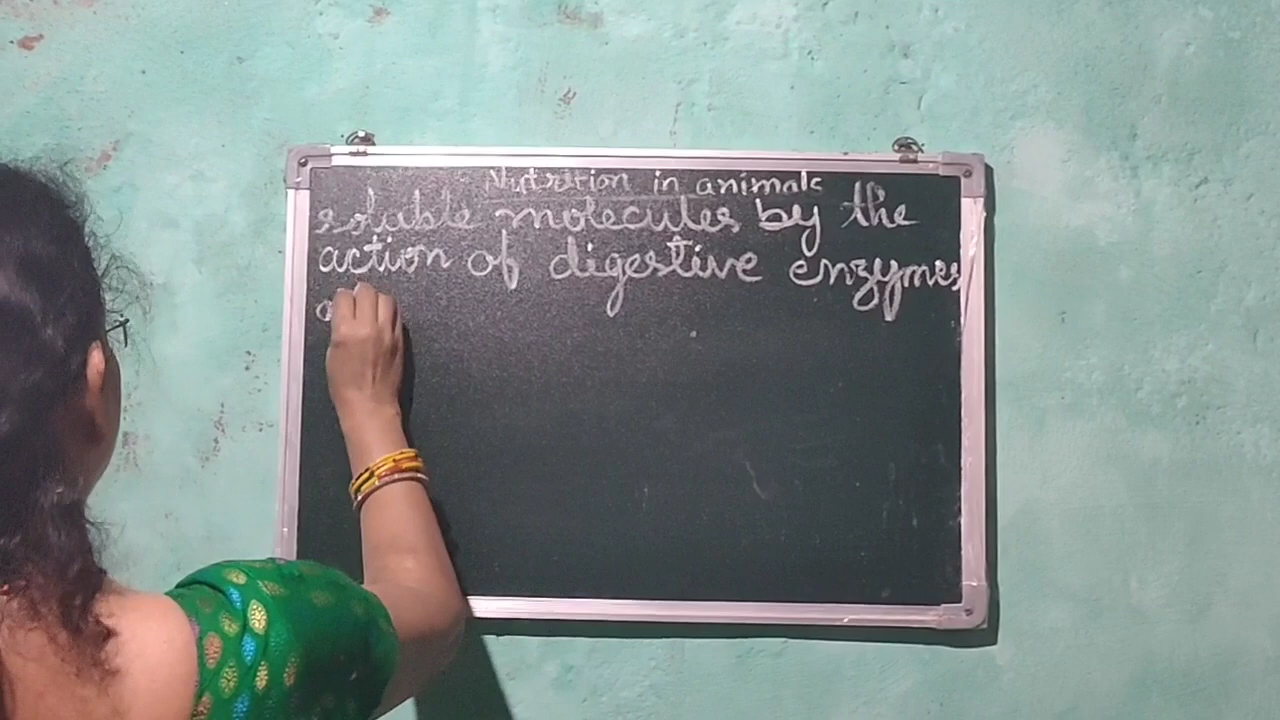 Nutrition in animals
soluble molecules by the
action of digestive enzymes